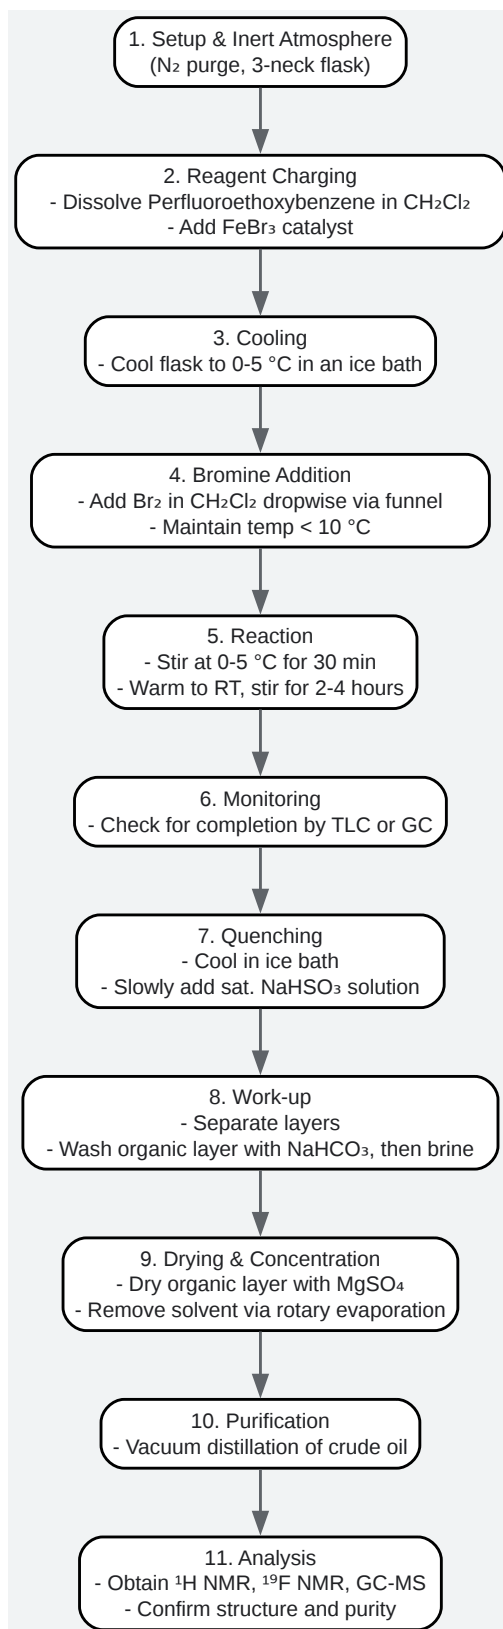 1. Setup & Inert Atmosphere
(N₂ purge, 3-neck flask)
2. Reagent Charging
- Dissolve Perfluoroethoxybenzene in CH₂Cl₂
- Add FeBr₃ catalyst
3. Cooling
- Cool flask to 0-5 °C in an ice bath
4. Bromine Addition
- Add Br₂ in CH₂Cl₂ dropwise via funnel
- Maintain temp < 10 °C
5. Reaction
- Stir at 0-5 °C for 30 min
- Warm to RT, stir for 2-4 hours
6. Monitoring
- Check for completion by TLC or GC
7. Quenching
- Cool in ice bath
- Slowly add sat. NaHSO₃ solution
8. Work-up
- Separate layers
- Wash organic layer with NaHCO₃, then brine
9. Drying & Concentration
- Dry organic layer with MgSO₄
- Remove solvent via rotary evaporation
10. Purification
- Vacuum distillation of crude oil
11. Analysis
- Obtain ¹H NMR, ¹⁹F NMR, GC-MS
- Confirm structure and purity